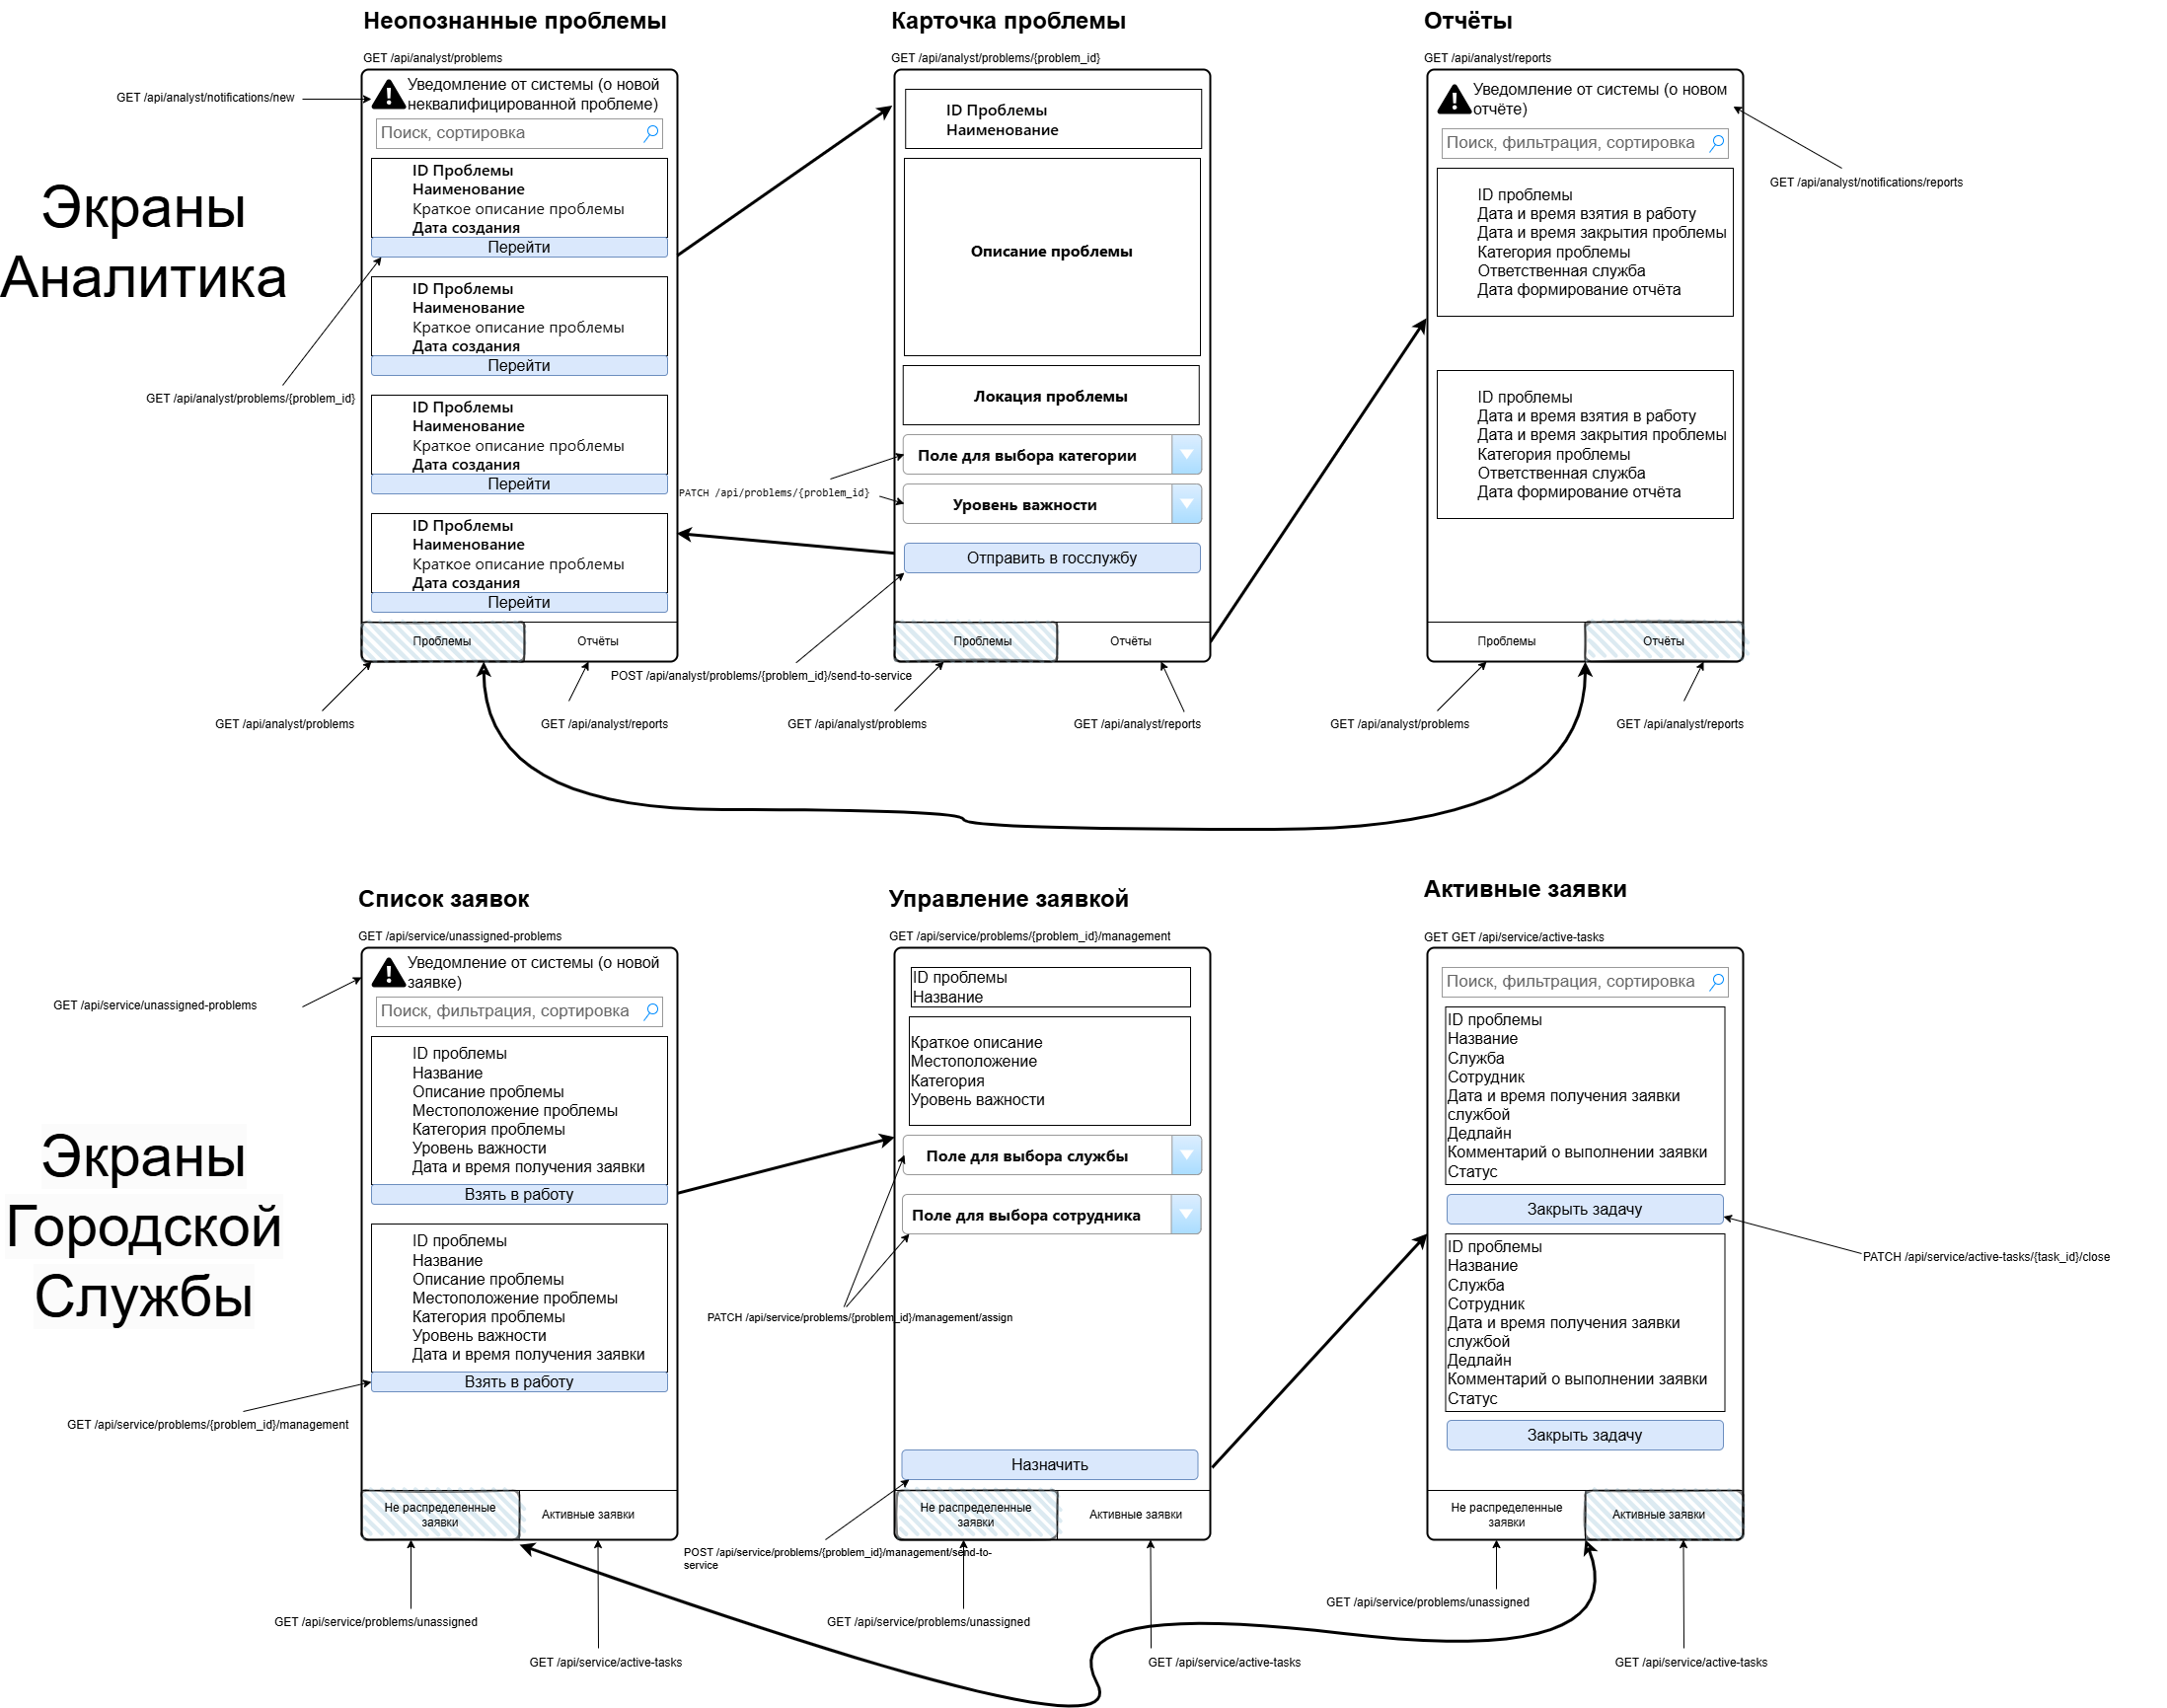 Экраны
Аналитика
Неопознанные проблемы
GET /api/analyst/problems
GET /api/analyst/notifications/new
Уведомление от системы (о новой
неквалифицированной проблеме)
Поиск, сортировка
ID Проблемы
Наименование
Краткое описание проблемы
Дата создания
Перейти
ID Проблемы
Наименование
Краткое описание проблемы
Дата создания
Перейти
GET /api/analyst/problems/{problem_id}
ID Проблемы
Наименование
Краткое описание проблемы
Дата создания
Перейти
ID Проблемы
Наименование
Краткое описание проблемы
Дата создания
Перейти
Проблемы
Отчёты
GET /api/analyst/problems
GET /api/analyst/reports
Карточка проблемы
GET /api/analyst/problems/{problem_id}
ID Проблемы
Наименование
Описание проблемы
Локация проблемы
Поле для выбора категории
PATCH /api/problems/{problem_id}
Уровень важности
Отправить в госслужбу
POST /api/analyst/problems/{problem_id}/send-to-service
Проблемы
Отчёты
GET /api/analyst/problems
GET /api/analyst/reports
Отчёты
GET /api/analyst/reports
Уведомление от системы (о новом
отчёте)
GET /api/analyst/notifications/reports
Поиск, фильтрация, сортировка
ID проблемы
Дата и время взятия в работу
Дата и время закрытия проблемы
Категория проблемы
Ответственная служба
Дата формирование отчёта
ID проблемы
Дата и время взятия в работу
Дата и время закрытия проблемы
Категория проблемы
Ответственная служба
Дата формирование отчёта
Проблемы
Отчёты
GET /api/analyst/problems
GET /api/analyst/reports
Экраны
Городской
Службы
Список заявок
GET /api/service/unassigned-problems
GET /api/service/unassigned-problems
Уведомление от системы (о новой
заявке)
Поиск, фильтрация, сортировка
ID проблемы
Название
Описание проблемы
Местоположение проблемы
Категория проблемы
Уровень важности
Дата и время получения заявки
Взять в работу
ID проблемы
Название
Описание проблемы
Местоположение проблемы
Категория проблемы
Уровень важности
Дата и время получения заявки
Взять в работу
GET /api/service/problems/{problem_id}/management
Не распределенные
заявки
Активные заявки
GET /api/service/problems/unassigned
GET /api/service/active-tasks
Управление заявкой
GET /api/service/problems/{problem_id}/management
ID проблемы
Название
Краткое описание
Местоположение
Категория
Уровень важности
Поле для выбора службы
Поле для выбора сотрудника
PATCH /api/service/problems/{problem_id}/management/assign
Назначить
Не распределенные
заявки
Активные заявки
POST /api/service/problems/{problem_id}/management/send-to-
service
GET /api/service/problems/unassigned
GET /api/service/active-tasks
Активные заявки
GET GET /api/service/active-tasks
Поиск, фильтрация, сортировка
ID проблемы
Название
Служба
Сотрудник
Дата и время получения заявки
службой
Дедлайн
Комментарий о выполнении заявки
Статус
Закрыть задачу
PATCH /api/service/active-tasks/{task_id}/close
ID проблемы
Название
Служба
Сотрудник
Дата и время получения заявки
службой
Дедлайн
Комментарий о выполнении заявки
Статус
Закрыть задачу
Не распределенные
заявки
Активные заявки
GET /api/service/problems/unassigned
GET /api/service/active-tasks